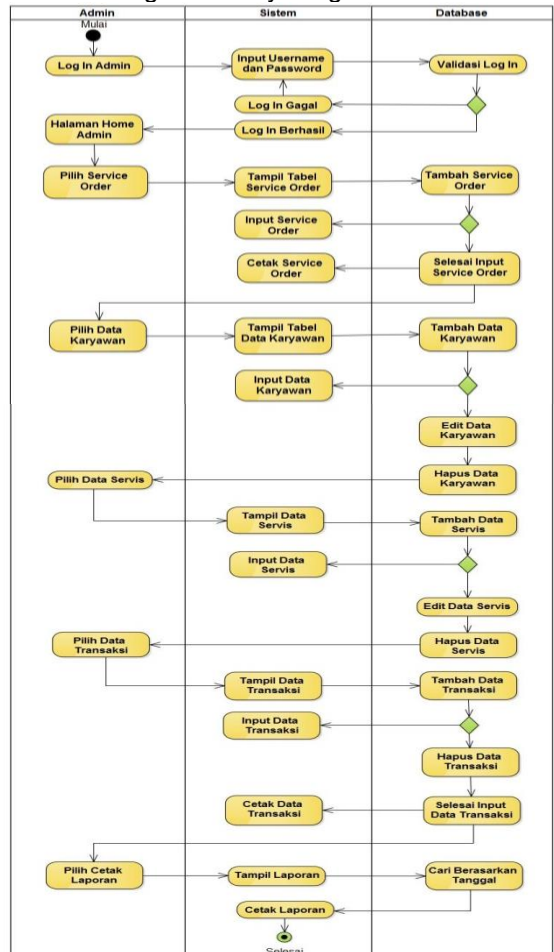 Admin
Sistem
Database
Mulai
Log In Admin
Input Username
dan Password
Validasi Log In
Log In Gagal
Log In Berhasil
Halaman Home
Admin
Pilih Service
Order
Tampil Tabel
Service Order
Tambah Service
Order
Input Service
Order
Cetak Service
Order
Selesai Input
Service Order
Pilih Data
Karyawan
Tampil Tabel
Data Karyawan
Tambah Data
Karyawan
Input Data
Karyawan
Edit Data
Karyawan
Hapus Data
Karyawan
Pilih Data Servis
Tampil Data
Servis
Tambah Data
Servis
Input Data
Servis
Edit Data Servis
Hapus Data
Servis
Pilih Data
Transaksi
Tampil Data
Transaksi
Tambah Data
Transaksi
Input Data
Transaksi
Hapus Data
Transaksi
Cetak Data
Transaksi
Selesai Input
Data Transaksi
Pilih Cetak
Laporan
Tampil Laporan
Cari Berasarkan
Tanggal
Cetak Laporan
Selesai